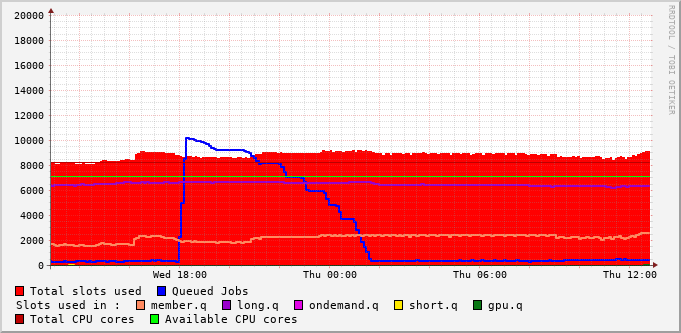 20000
18000
16000
14000
12000
10000
8000
6000
4000
2000
0
Wed 18:00 Thu 00:00 Thu 06:00 Thu 12:00
RRDTOOL / TOBI OETIKER
Total slots used Queued Jobs
Slots used in : member.q long.q ondemand.q short.q gpu.q
Total CPU cores Available CPU cores